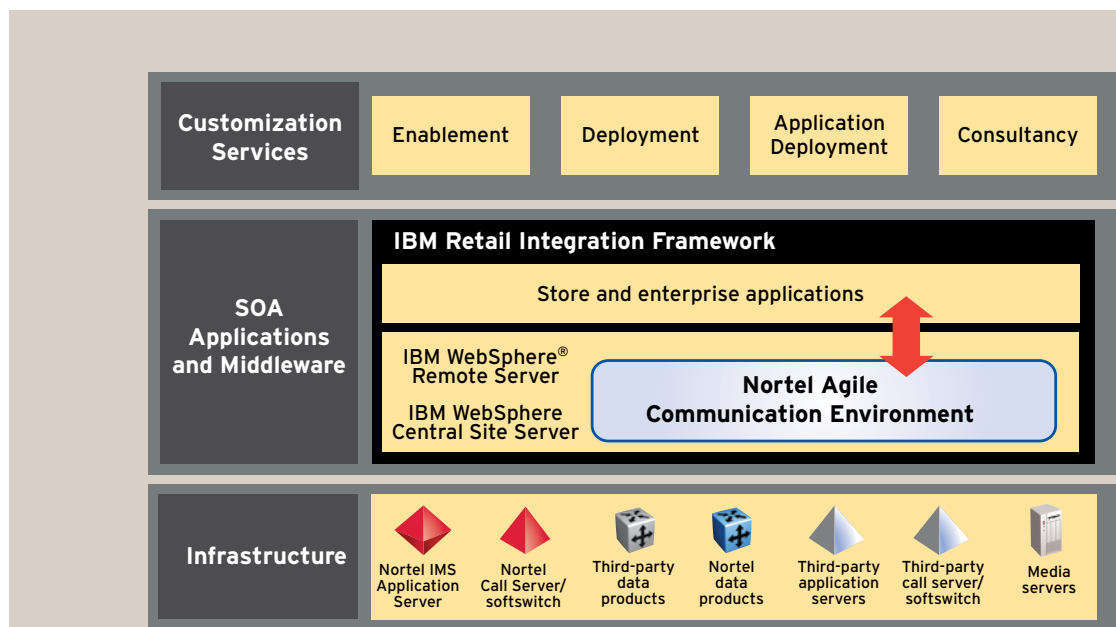 Customization
Services
Enablement
Deployment
Application
Deployment
Consultancy
SOA
Applications
and Middleware
IBM Retail Integration Framework
Store and enterprise applications
IBM WebSphere®
Remote Server
IBM WebSphere
Central Site Server
Nortel Agile
Communication Environment
Infrastructure
Nortel IMS
Application
Server
Nortel
Call Server/
softswitch
Third-party
data
products
Nortel
data
products
Third-party
application
servers
Third-party
call server/
softswitch
Media
servers